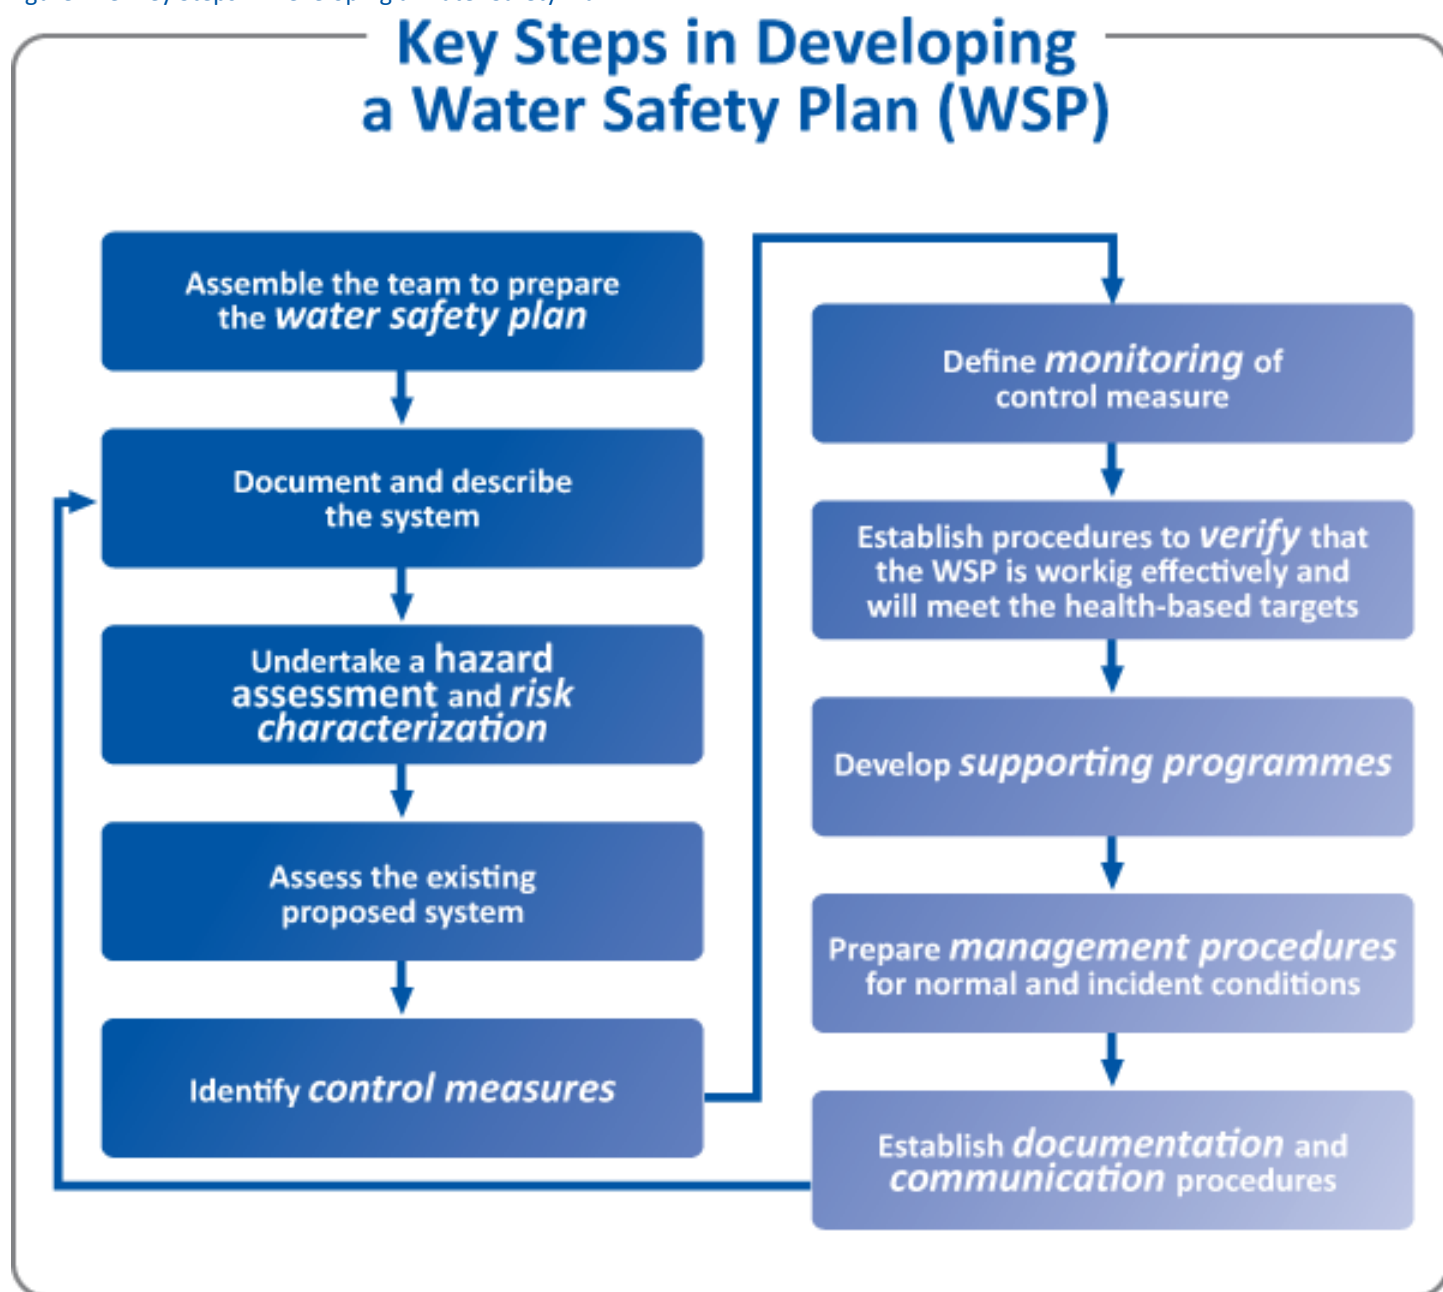 Key Steps in Developing
a Water Safety Plan (WSP)
Assemble the team to prepare
the water safety plan
Document and describe
the system
Undertake a hazard
assessment and risk
characterization
Assess the existing
proposed system
Identify control measures
Define monitoring of
control measure
Establish procedures to verify that
the WSP is workig effectively and
will meet the health-based targets
Develop supporting programmes
Prepare management procedures
for normal and incident conditions
Establish documentation and
communication procedures